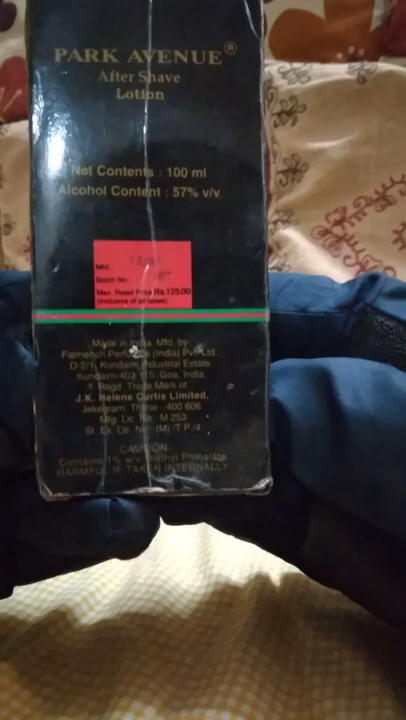 PARK AVENUE®
After Shave
Lotion
Net Contents : 100 ml
Alcohol Content : 57% v/v
Mfd.
Batch No. 07
Max. Retail Price Rs.125.00
(Inclusive of all taxes)
Made in India. Mfd. by
Firmenich (India) Pvt. Ltd.
D-2/1, Kundaim Industrial Estate,
Kundaim-403 115 Goa, India.
® Regd. Trade Mark of
J.K. Helene Curtis Limited,
Jekegram, Thane 400 606.
Mfg. Lic. No. M 253
St. Ex. Lic. No.
CAUTION
Contains 1% w/v Diethyl Phthalate
HARMFUL IF TAKEN INTERNALLY